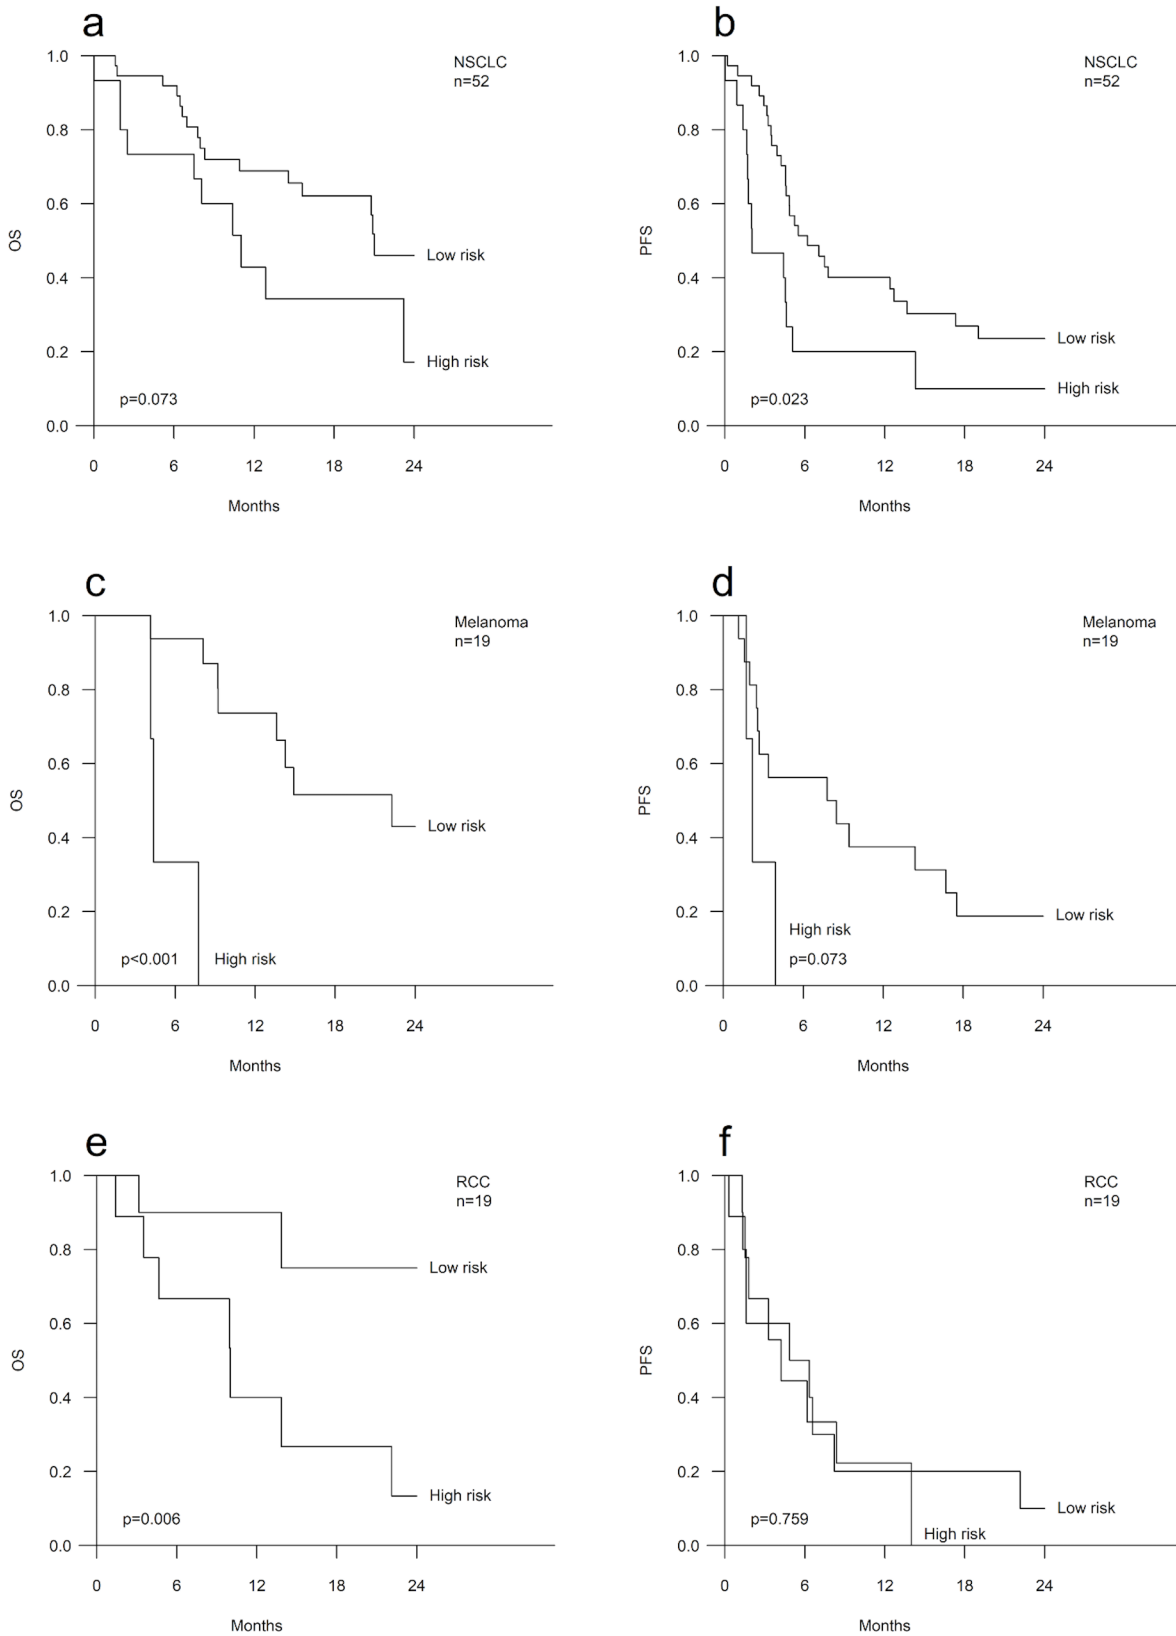 a
NSCLC
n=52
1.0
0.8
0.6
0.4
0.2
0.0
OS
Low risk
High risk
p=0.073
0 6 12 18 24
Months
b
NSCLC
n=52
1.0
0.8
0.6
0.4
0.2
0.0
PFS
Low risk
High risk
p=0.023
0 6 12 18 24
Months
c
Melanoma
n=19
1.0
0.8
0.6
0.4
0.2
0.0
OS
Low risk
p<0.001
High risk
0 6 12 18 24
Months
d
Melanoma
n=19
1.0
0.8
0.6
0.4
0.2
0.0
PFS
Low risk
High risk
p=0.073
0 6 12 18 24
Months
e
RCC
n=19
1.0
0.8
0.6
0.4
0.2
0.0
OS
Low risk
High risk
p=0.006
0 6 12 18 24
Months
f
RCC
n=19
1.0
0.8
0.6
0.4
0.2
0.0
PFS
Low risk
p=0.759
High risk
0 6 12 18 24
Months